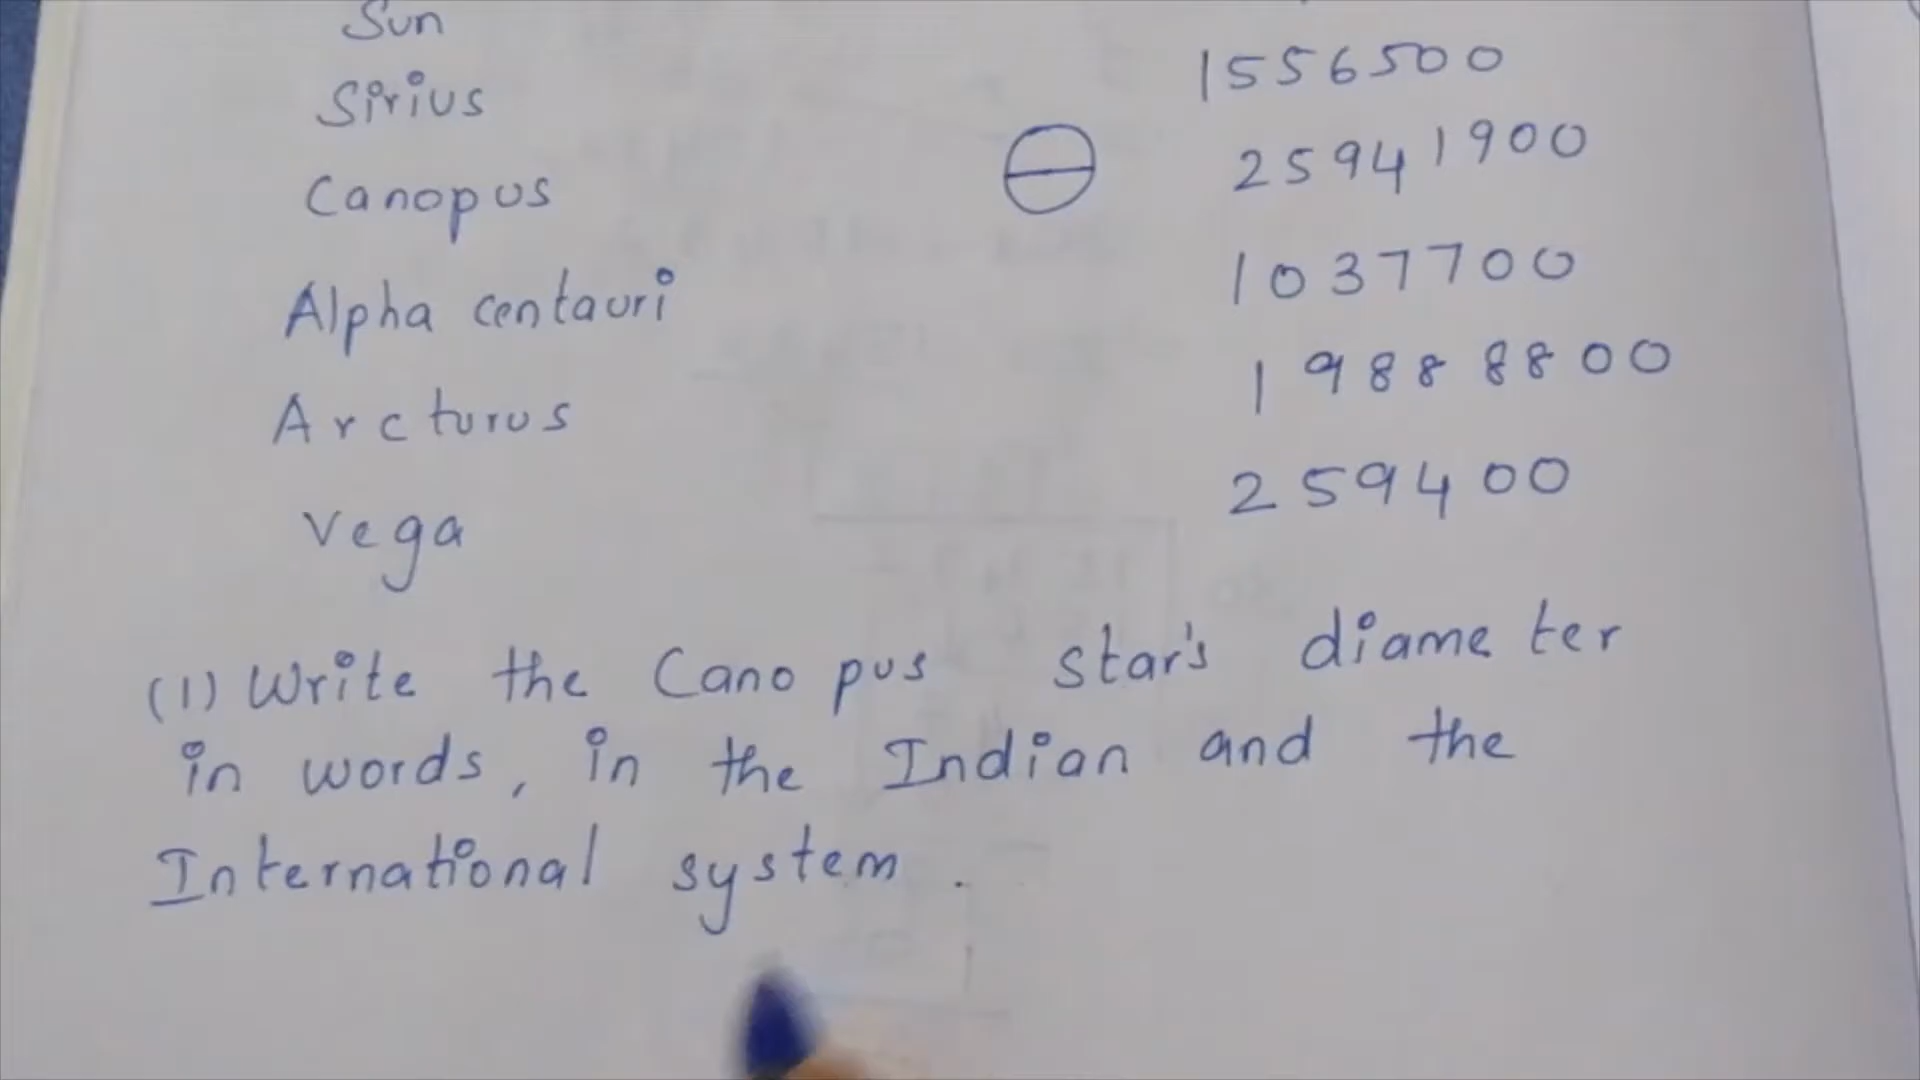 Sun
Sirius 1556500
Canopus 25941900
Alpha centauri 1037700
Arcturus 19888800
Vega 259400
(1) Write the Canopus star's diameter
in words, in the Indian and the
International system.